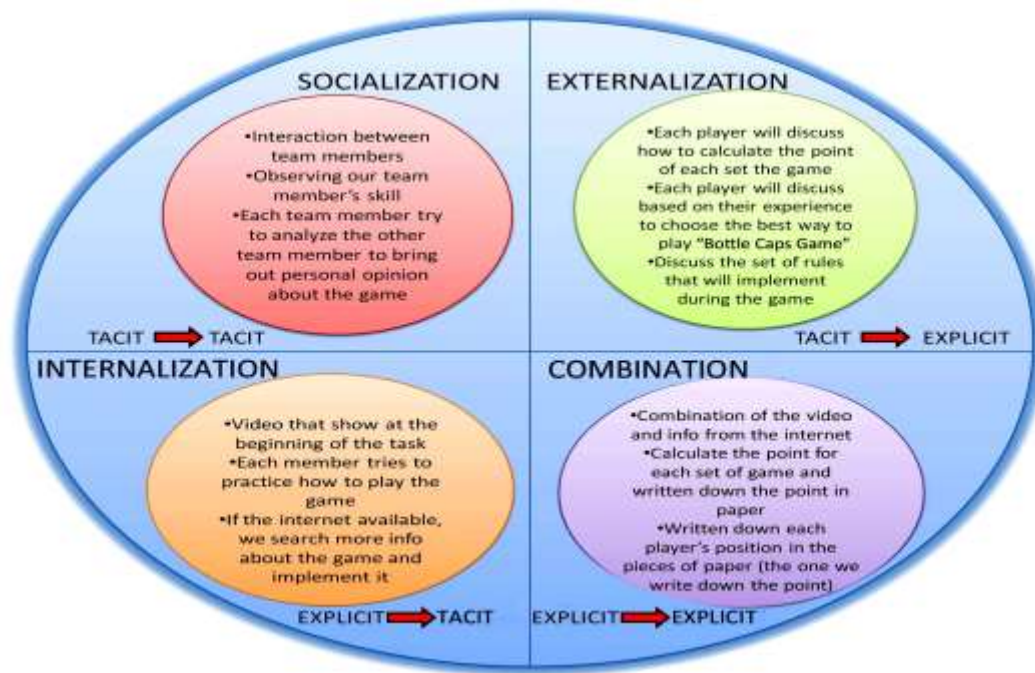 SOCIALIZATION
•Interaction between
team members
•Observing our team
member's skill
•Each team member try
to analyze the other
team member to bring
out personal opinion
about the game
TACIT TACIT
EXTERNALIZATION
•Each player will discuss
how to calculate the point
of each set the game
•Each player will discuss
based on their experience
to choose the best way to
play "Bottle Caps Game"
•Discuss the set of rules
that will implement
during the game
TACIT EXPLICIT
INTERNALIZATION
•Video that show at the
beginning of the task
•Each member tries to
practice how to play the
game
•If the internet available,
we search more info
about the game and
implement it
EXPLICIT TACIT
COMBINATION
•Combination of the video
and info from the internet
•Calculate the point for
each set of game and
written down the point in
paper
•Written down each
player's position in the
pieces of paper (the one we
write down the point)
EXPLICIT EXPLICIT